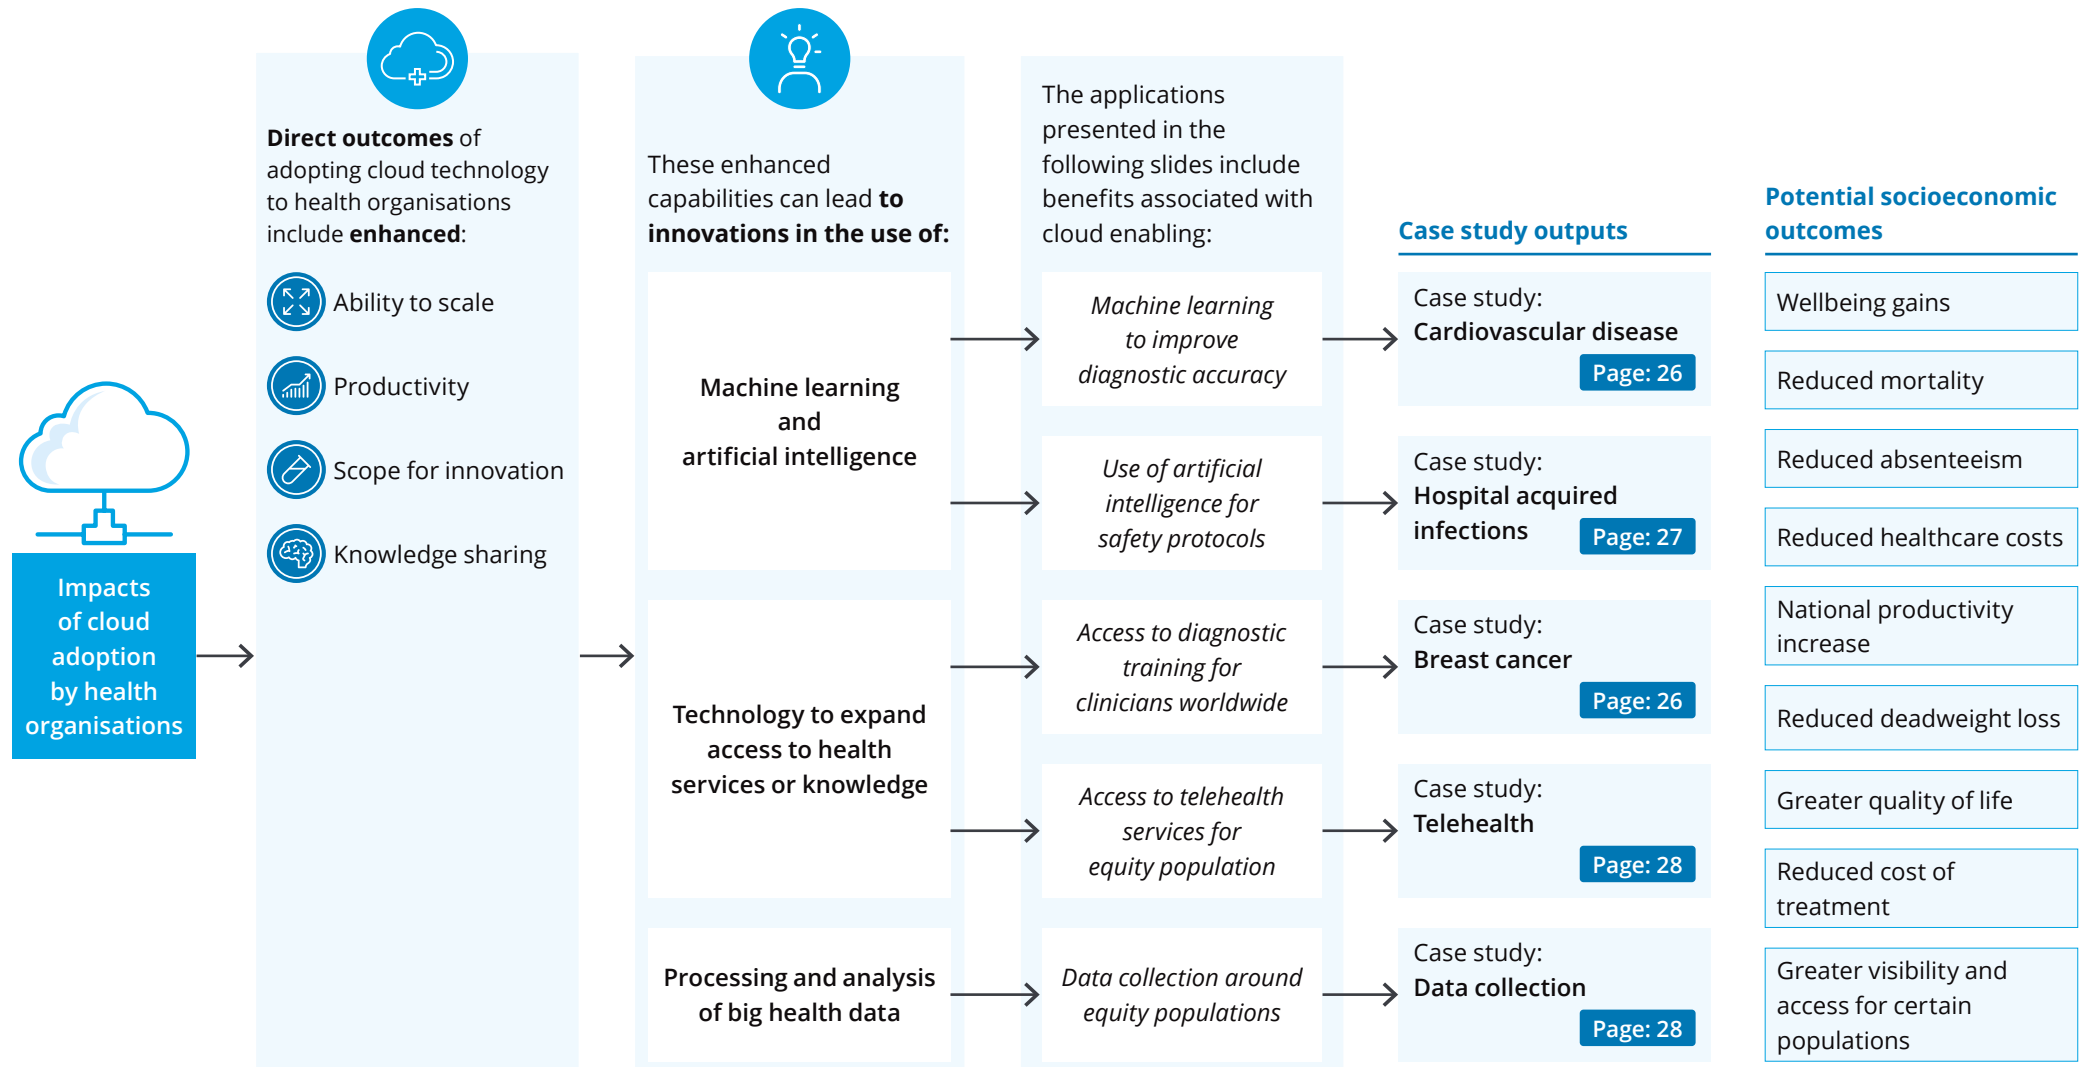 Impacts
of cloud
adoption
by health
organisations
Direct outcomes of
adopting cloud technology
to health organisations
include enhanced:
Ability to scale
Productivity
Scope for innovation
Knowledge sharing
These enhanced
capabilities can lead to
innovations in the use of:
Machine learning
and
artificial intelligence
Technology to expand
access to health
services or knowledge
Processing and analysis
of big health data
The applications
presented in the
following slides include
benefits associated with
cloud enabling:
Machine learning
to improve
diagnostic accuracy
Use of artificial
intelligence for
safety protocols
Access to diagnostic
training for
clinicians worldwide
Access to telehealth
services for
equity population
Data collection around
equity populations
Case study outputs
Case study:
Cardiovascular disease
Page: 26
Case study:
Hospital acquired
infections
Page: 27
Case study:
Breast cancer
Page: 26
Case study:
Telehealth
Page: 28
Case study:
Data collection
Page: 28
Potential socioeconomic
outcomes
Wellbeing gains
Reduced mortality
Reduced absenteeism
Reduced healthcare costs
National productivity
increase
Reduced deadweight loss
Greater quality of life
Reduced cost of
treatment
Greater visibility and
access for certain
populations